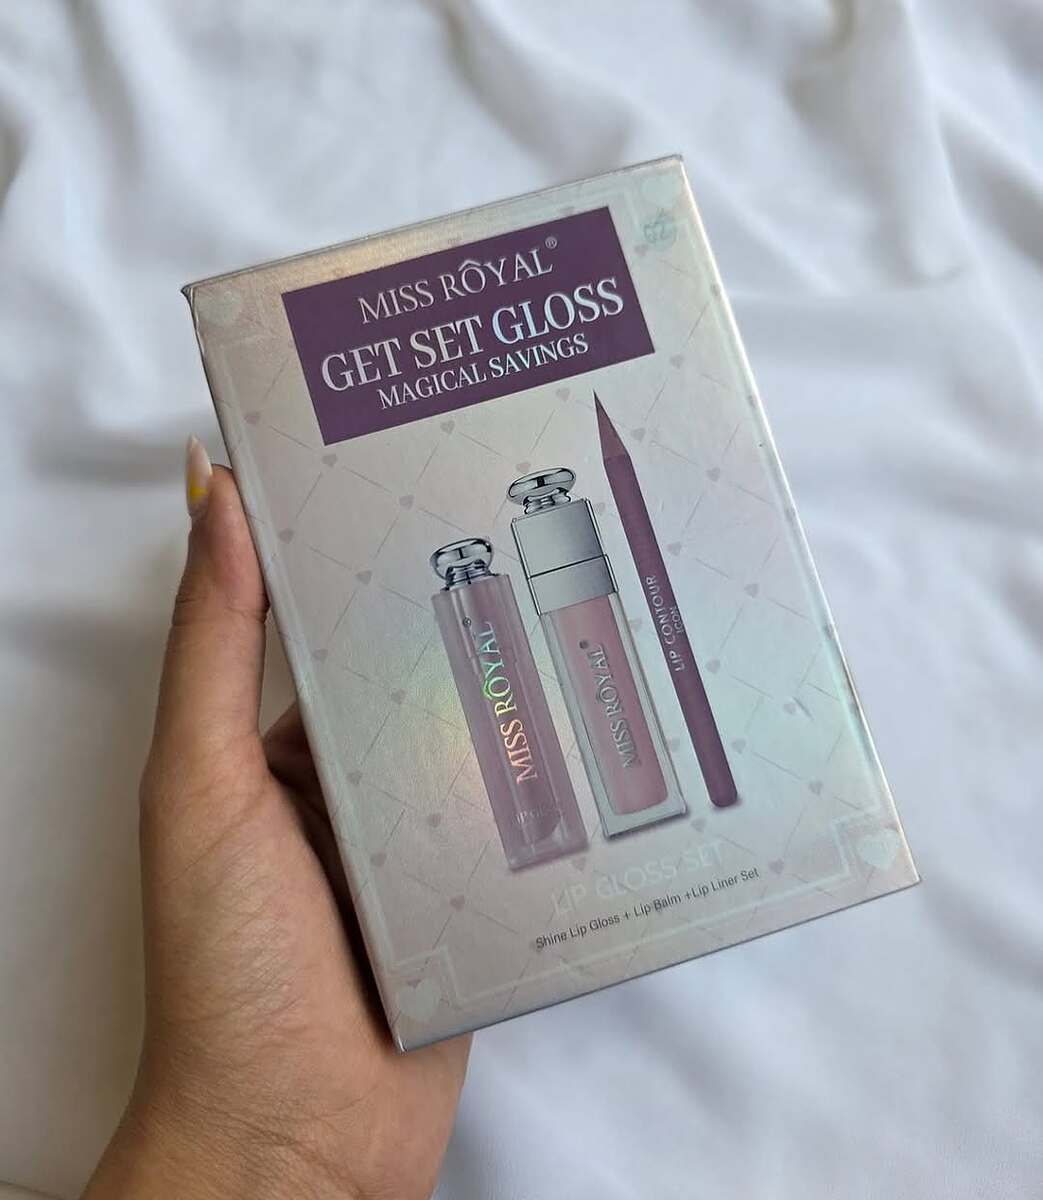 MISS RÔYAL®
GET SET GLOSS
MAGICAL SAVINGS
MISS RÔYAL®
MISS RÔYAL®
LIP CONTOUR
ICON
LIP GLOSS SET
Shine Lip Gloss + Lip Balm +Lip Liner Set